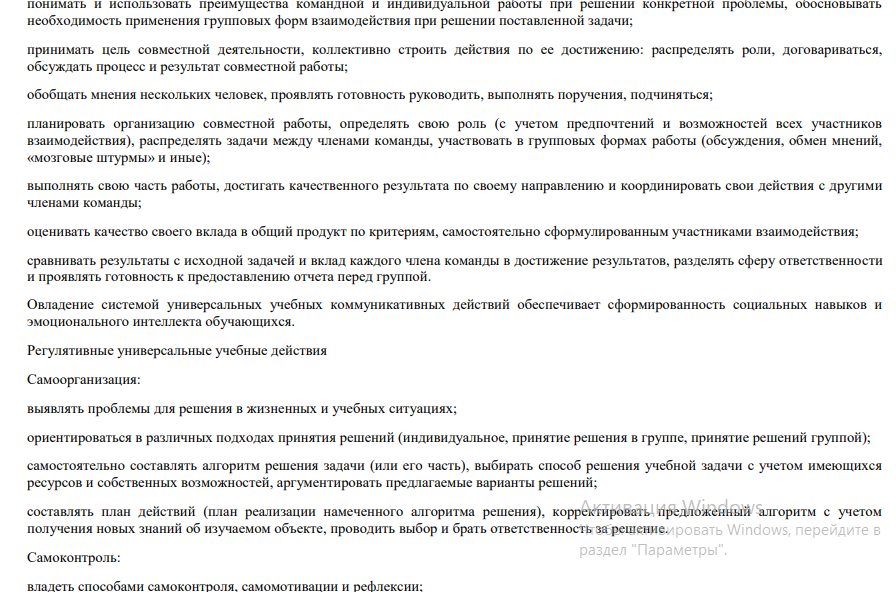 понимать и использовать преимущества командной и индивидуальной работы при решении конкретной проблемы, обосновывать
необходимость применения групповых форм взаимодействия при решении поставленной задачи;
принимать цель совместной деятельности, коллективно строить действия по ее достижению: распределять роли, договариваться,
обсуждать процесс и результат совместной работы;
обобщать мнения нескольких человек, проявлять готовность руководить, выполнять поручения, подчиняться;
планировать организацию совместной работы, определять свою роль (с учетом предпочтений и возможностей всех участников
взаимодействия), распределять задачи между членами команды, участвовать в групповых формах работы (обсуждения, обмен мнений,
«мозговые штурмы» и иные);
выполнять свою часть работы, достигать качественного результата по своему направлению и координировать свои действия с другими
членами команды;
оценивать качество своего вклада в общий продукт по критериям, самостоятельно сформулированным участниками взаимодействия;
сравнивать результаты с исходной задачей и вклад каждого члена команды в достижение результатов, разделять сферу ответственности
и проявлять готовность к предоставлению отчета перед группой.
Овладение системой универсальных учебных коммуникативных действий обеспечивает сформированность социальных навыков и
эмоционального интеллекта обучающихся.
Регулятивные универсальные учебные действия
Самоорганизация:
выявлять проблемы для решения в жизненных и учебных ситуациях;
ориентироваться в различных подходах принятия решений (индивидуальное, принятие решения в группе, принятие решений группой);
самостоятельно составлять алгоритм решения задачи (или его часть), выбирать способ решения учебной задачи с учетом имеющихся
ресурсов и собственных возможностей, аргументировать предлагаемые варианты решений;
составлять план действий (план реализации намеченного алгоритма решения), корректировать предложенный алгоритм с учетом
получения новых знаний об изучаемом объекте, проводить выбор и брать ответственность за решение.
Самоконтроль:
владеть способами самоконтроля, самомотивации и рефлексии;
Активация Windows
Чтобы активировать Windows, перейдите в
раздел "Параметры".